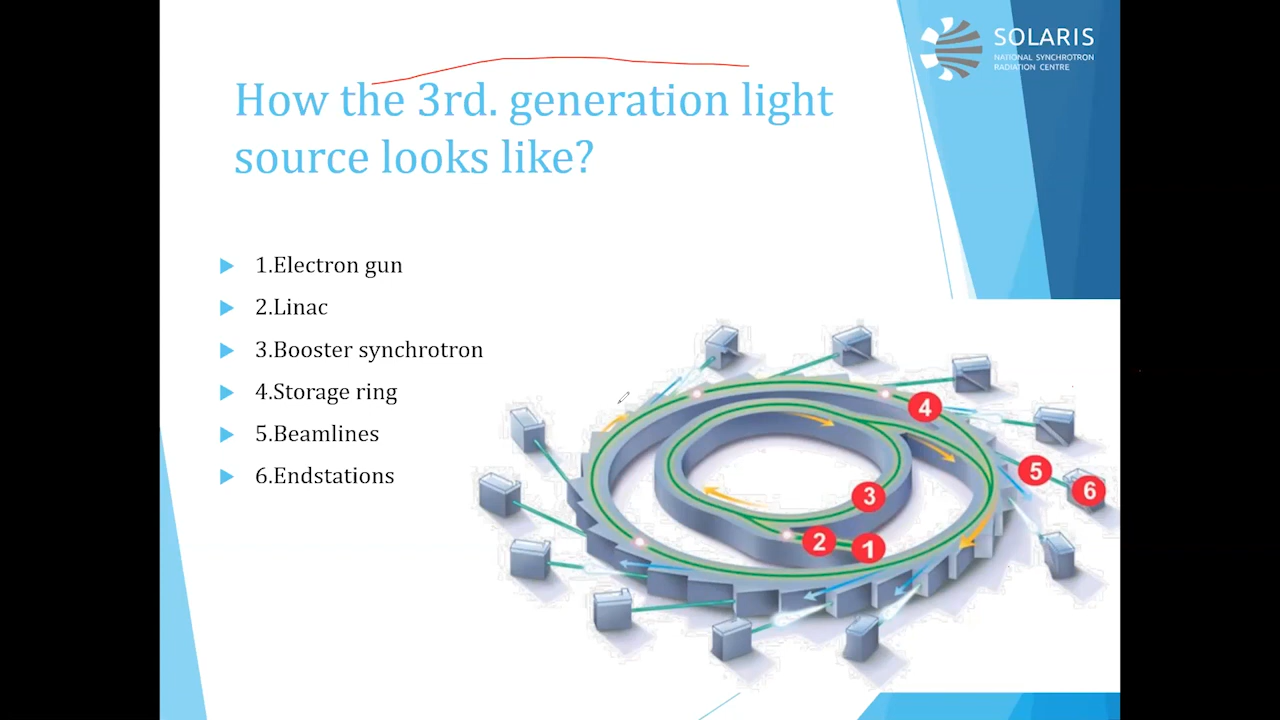 SOLARIS
NATIONAL SYNCHROTRON
RADIATION CENTRE
How the 3rd. generation light
source looks like?
1.Electron gun
2.Linac
3.Booster synchrotron
4.Storage ring
5.Beamlines
6.Endstations
4
5
6
3
2
1